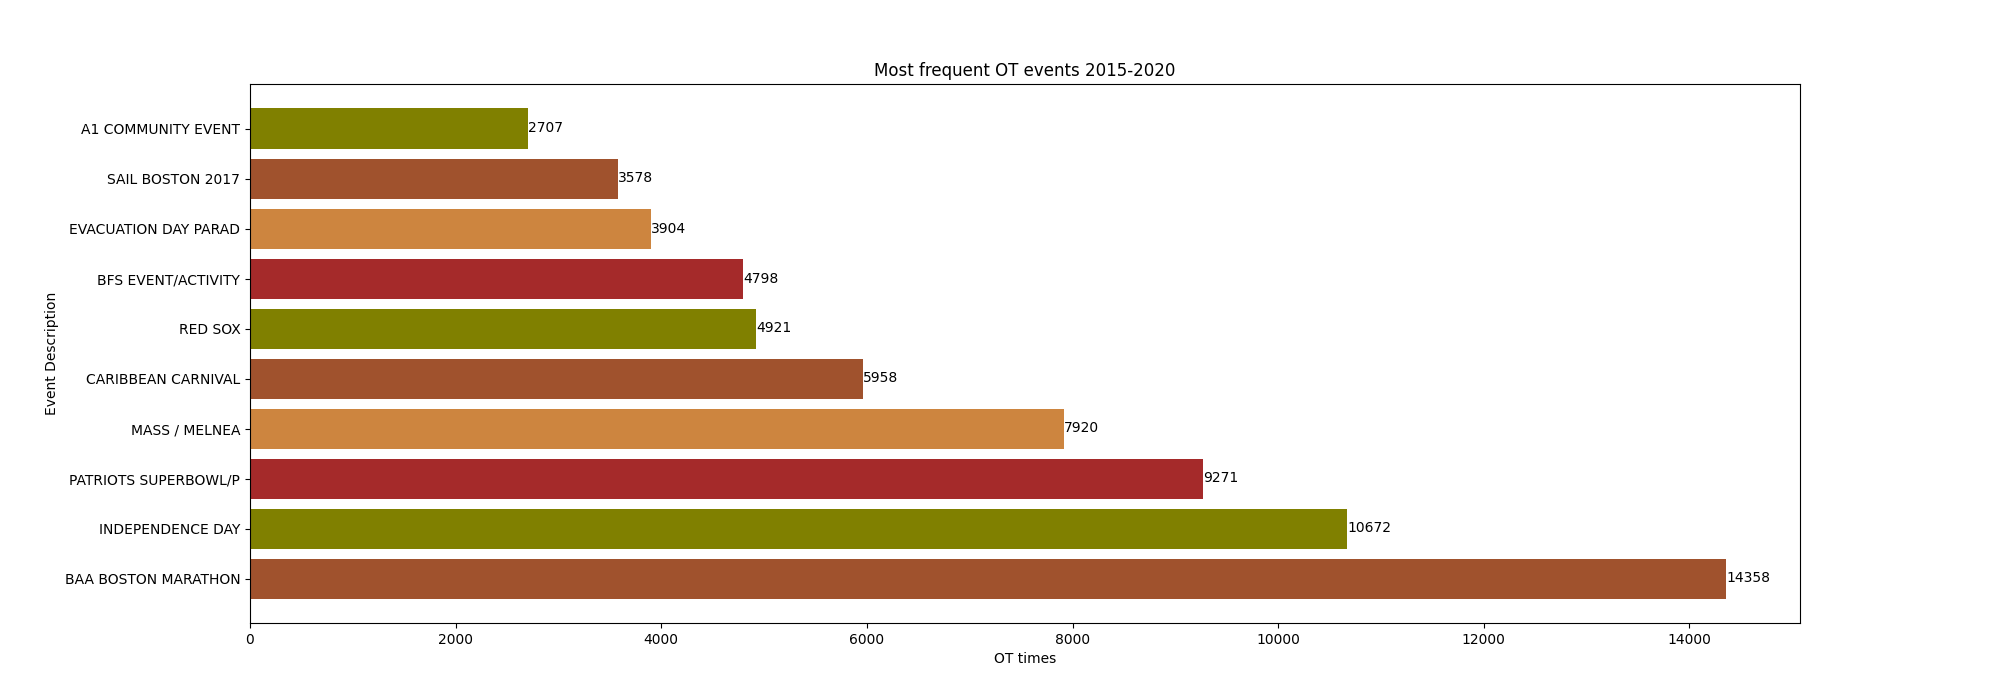 Most frequent OT events 2015-2020
A1 COMMUNITY EVENT 2707
SAIL BOSTON 2017 3578
EVACUATION DAY PARAD 3904
BFS EVENT/ACTIVITY 4798
RED SOX 4921
CARIBBEAN CARNIVAL 5958
MASS / MELNEA 7920
PATRIOTS SUPERBOWL/P 9271
INDEPENDENCE DAY 10672
BAA BOSTON MARATHON 14358
Event Description
0 2000 4000 6000 8000 10000 12000 14000
OT times